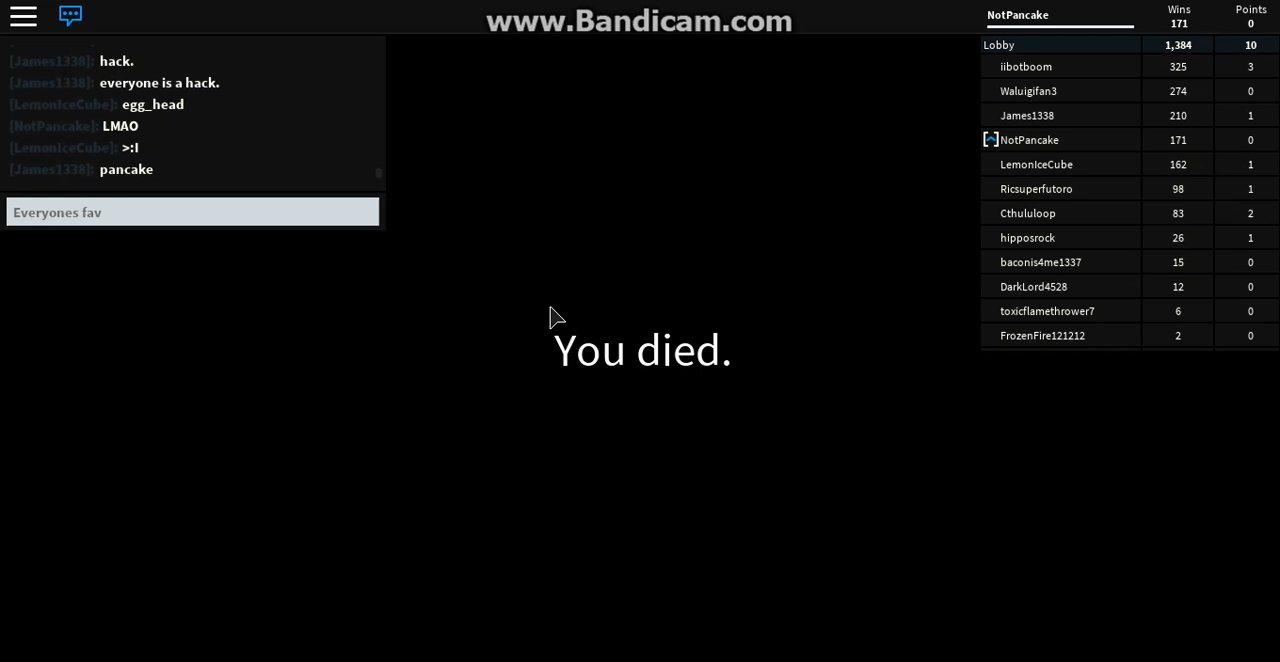 www.Bandicam.com
[James1338]: hack.
[James1338]: everyone is a hack.
[LemonIceCube]: egg_head
[NotPancake]: LMAO
[LemonIceCube]: >:I
[James1338]: pancake
Everyones fav
You died.
NotPancake Wins Points
171 0
Lobby 1,384 10
iibotboom 325 3
Waluigifan3 274 0
James1338 210 1
NotPancake 171 0
LemonIceCube 162 1
Ricsuperfutoro 98 1
Cthululoop 83 2
hipposrock 26 1
baconis4me1337 15 0
DarkLord4528 12 0
toxicflamethrower7 6 0
FrozenFire121212 2 0